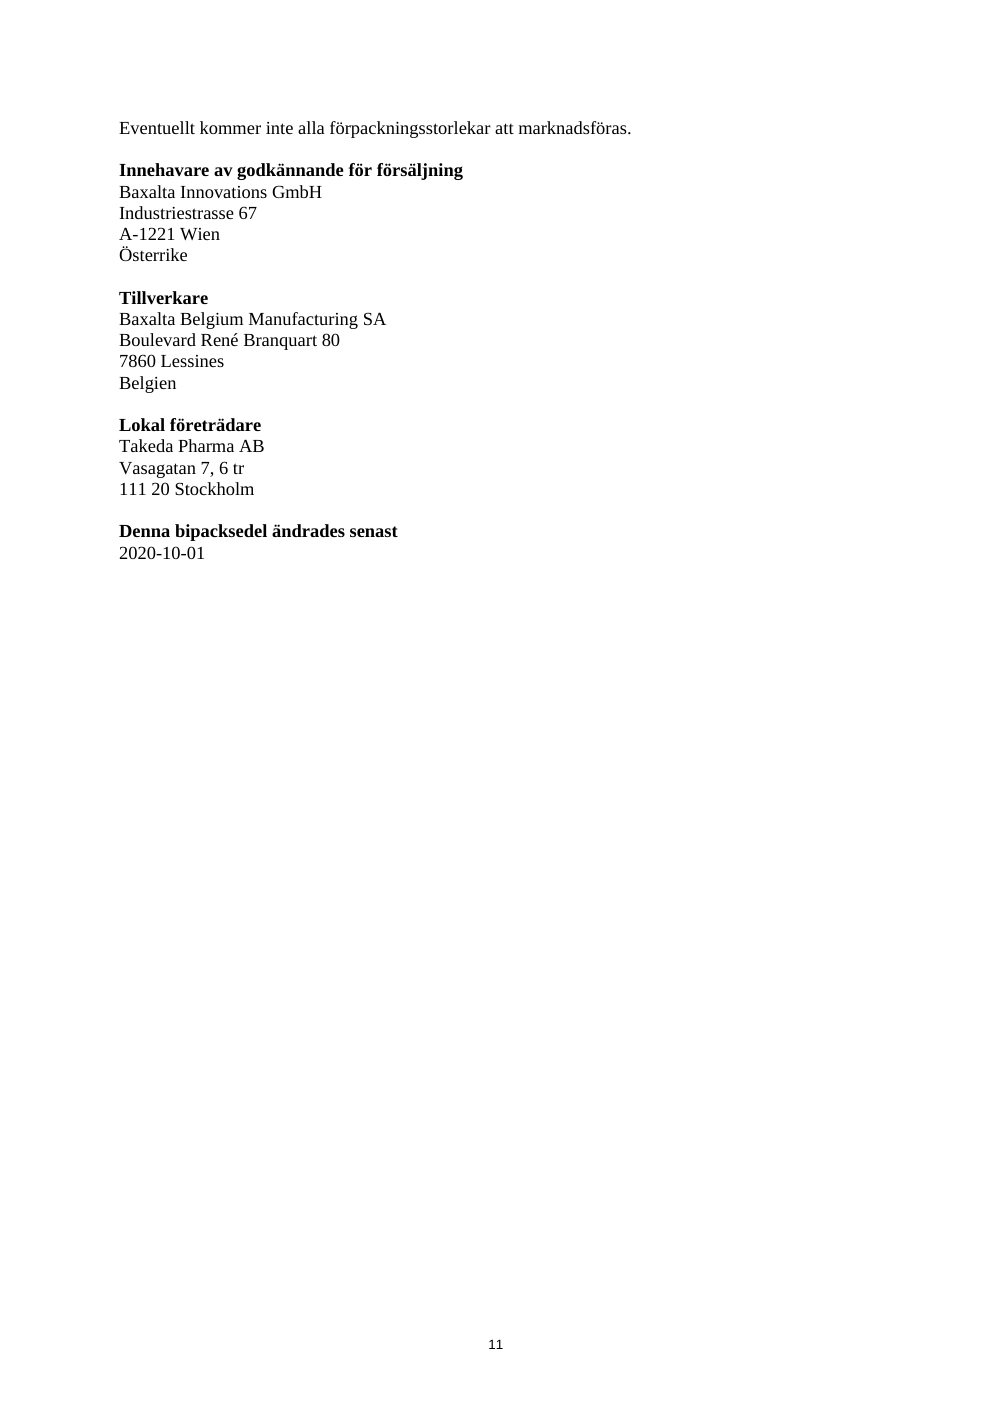 Eventuellt kommer inte alla förpackningsstorlekar att marknadsföras.
Innehavare av godkännande för försäljning
Baxalta Innovations GmbH
Industriestrasse 67
A-1221 Wien
Österrike
Tillverkare
Baxalta Belgium Manufacturing SA
Boulevard René Branquart 80
7860 Lessines
Belgien
Lokal företrädare
Takeda Pharma AB
Vasagatan 7, 6 tr
111 20 Stockholm
Denna bipacksedel ändrades senast
2020-10-01
11